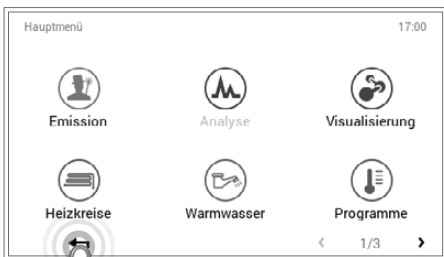 Hauptmenü 17:00
Emission Analyse Visualisierung
Heizkreise Warmwasser Programme
< 1/3 >